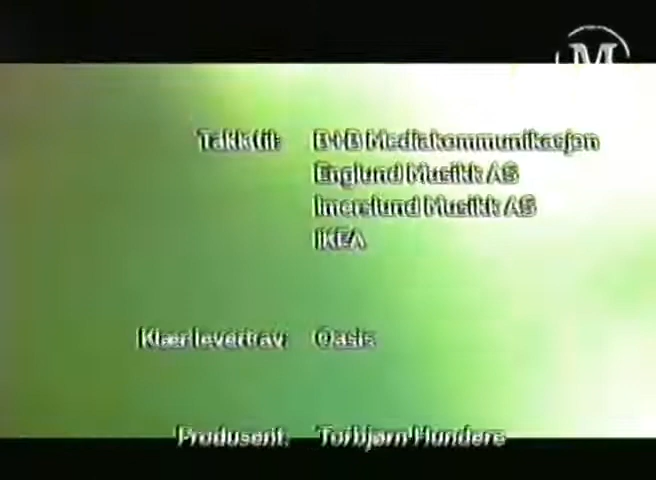 M
Takk til: B+B Mediakommunikasjon
Englund Musikk AS
Imerslund Musikk AS
IKEA
Klær levert av: Oasis
Produsent: Torbjørn Hundere